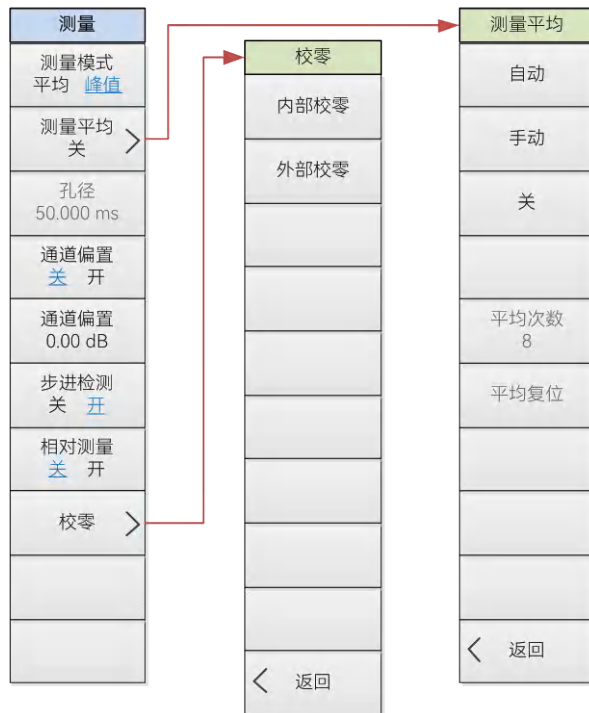 测量
测量模式
平均 峰值
测量平均
关
孔径
50.000 ms
通道偏置
关 开
通道偏置
0.00 dB
步进检测
关 开
相对测量
关 开
校零
校零
内部校零
外部校零
返回
测量平均
自动
手动
关
平均次数
8
平均复位
返回